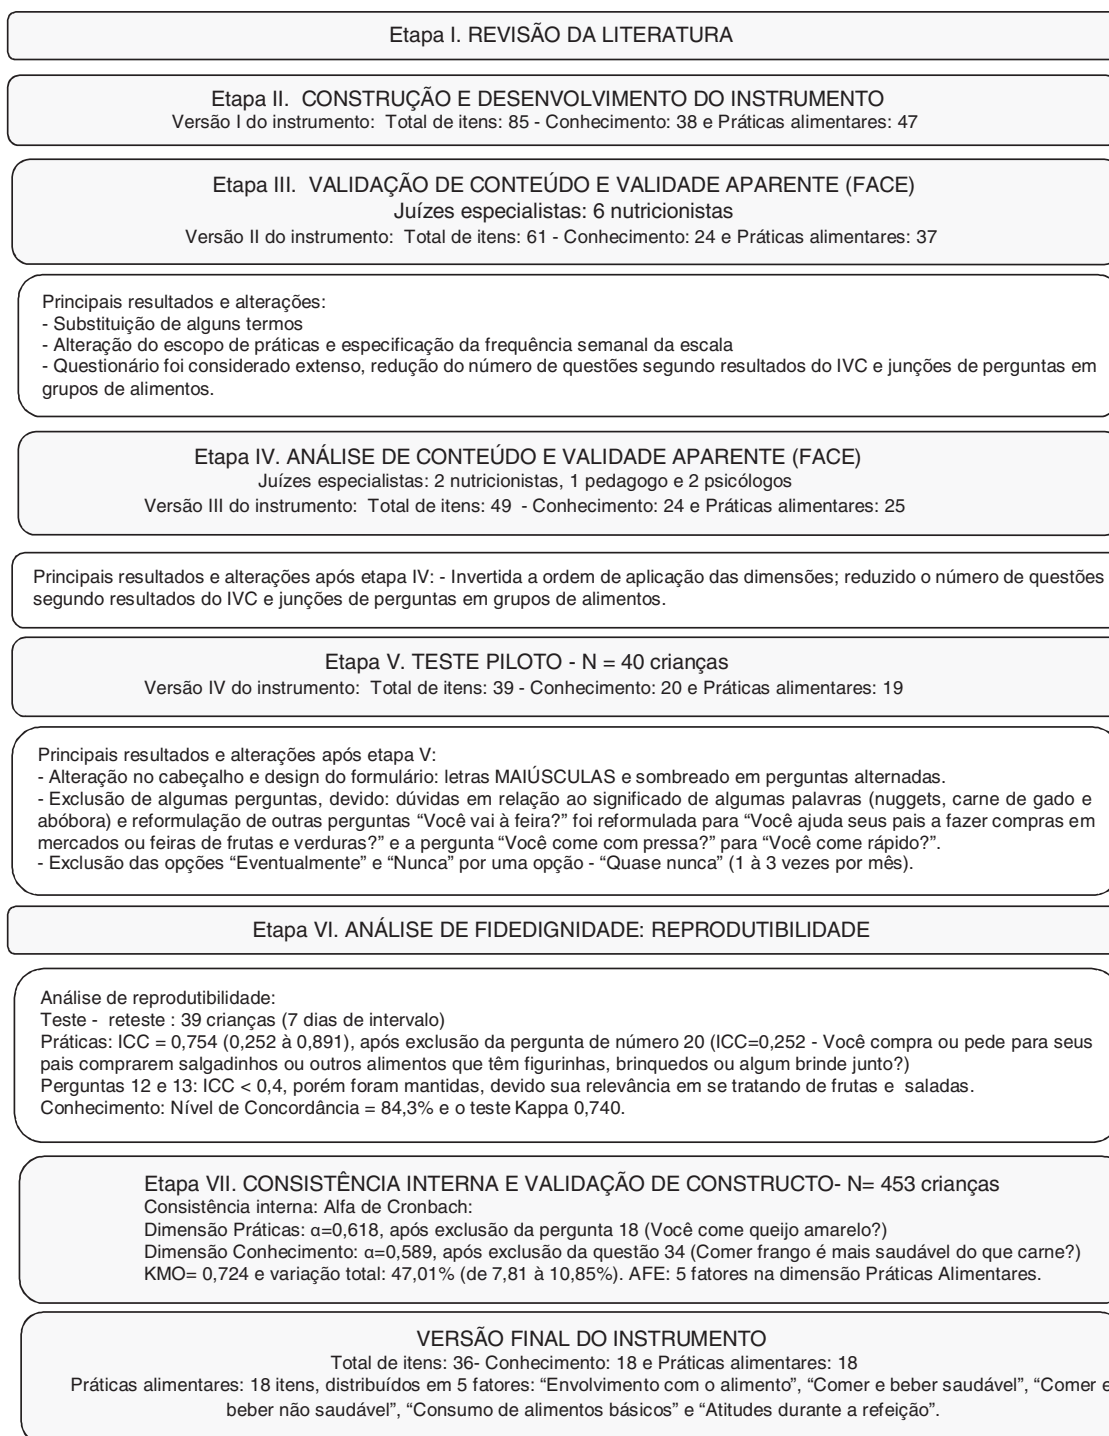 Etapa I. REVISÃO DA LITERATURA
Etapa II.  CONSTRUÇÃO E DESENVOLVIMENTO DO INSTRUMENTO
Versão I do instrumento:  Total de itens: 85 - Conhecimento: 38 e Práticas alimentares: 47
Etapa III.  VALIDAÇÃO DE CONTEÚDO E VALIDADE APARENTE (FACE)
Juízes especialistas: 6 nutricionistas
Versão II do instrumento:  Total de itens: 61 - Conhecimento: 24 e Práticas alimentares: 37
Principais resultados e alterações:
- Substituição de alguns termos
- Alteração do escopo de práticas e especificação da frequência semanal da escala
- Questionário foi considerado extenso, redução do número de questões segundo resultados do IVC e junções de perguntas em
grupos de alimentos.
Etapa IV. ANÁLISE DE CONTEÚDO E VALIDADE APARENTE (FACE)
Juízes especialistas: 2 nutricionistas, 1 pedagogo e 2 psicólogos
Versão III do instrumento:  Total de itens: 49  - Conhecimento: 24 e Práticas alimentares: 25
Principais resultados e alterações após etapa IV: - Invertida a ordem de aplicação das dimensões; reduzido o número de questões
segundo resultados do IVC e junções de perguntas em grupos de alimentos.
Etapa V. TESTE PILOTO - N = 40 crianças
Versão IV do instrumento:  Total de itens: 39 - Conhecimento: 20 e Práticas alimentares: 19
Principais resultados e alterações após etapa V:
- Alteração no cabeçalho e design do formulário: letras MAIÚSCULAS e sombreado em perguntas alternadas.
- Exclusão de algumas perguntas, devido: dúvidas em relação ao significado de algumas palavras (nuggets, carne de gado e
abóbora) e reformulação de outras perguntas “Você vai à feira?” foi reformulada para “Você ajuda seus pais a fazer compras em
mercados ou feiras de frutas e verduras?” e a pergunta “Você come com pressa?” para “Você come rápido?”.
- Exclusão das opções “Eventualmente” e “Nunca” por uma opção - “Quase nunca” (1 à 3 vezes por mês).
Etapa VI. ANÁLISE DE FIDEDIGNIDADE: REPRODUTIBILIDADE
Análise de reprodutibilidade:
Teste -  reteste : 39 crianças (7 dias de intervalo)
Práticas: ICC = 0,754 (0,252 à 0,891), após exclusão da pergunta de número 20 (ICC=0,252 - Você compra ou pede para seus
pais comprarem salgadinhos ou outros alimentos que têm figurinhas, brinquedos ou algum brinde junto?)
Perguntas 12 e 13: ICC < 0,4, porém foram mantidas, devido sua relevância em se tratando de frutas e  saladas.
Conhecimento: Nível de Concordância = 84,3% e o teste Kappa 0,740.
Etapa VII. CONSISTÊNCIA INTERNA E VALIDAÇÃO DE CONSTRUCTO- N= 453 crianças
Consistência interna: Alfa de Cronbach:
Dimensão Práticas: α=0,618, após exclusão da pergunta 18 (Você come queijo amarelo?)
Dimensão Conhecimento: α=0,589, após exclusão da questão 34 (Comer frango é mais saudável do que carne?)
KMO= 0,724 e variação total: 47,01% (de 7,81 à 10,85%). AFE: 5 fatores na dimensão Práticas Alimentares.
VERSÃO FINAL DO INSTRUMENTO
Total de itens: 36- Conhecimento: 18 e Práticas alimentares: 18
Práticas alimentares: 18 itens, distribuídos em 5 fatores: “Envolvimento com o alimento”, “Comer e beber saudável”, “Comer e
beber não saudável”, “Consumo de alimentos básicos” e “Atitudes durante a refeição”.